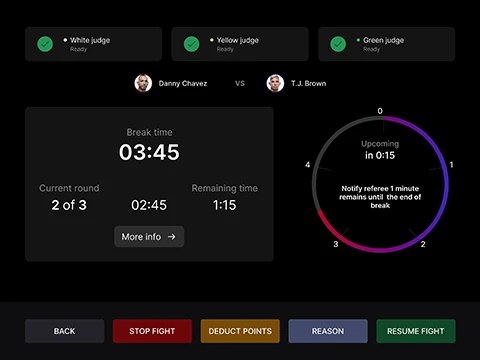 White judge
Ready
Yellow judge
Ready
Green judge
Ready
Danny Chavez
VS
T.J. Brown
Break time
03:45
Current round
2 of 3
02:45
Remaining time
1:15
More info →
0
1
2
3
4
Upcoming
in 0:15
Notify referee 1 minute
remains until the end of
break
BACK
STOP FIGHT
DEDUCT POINTS
REASON
RESUME FIGHT